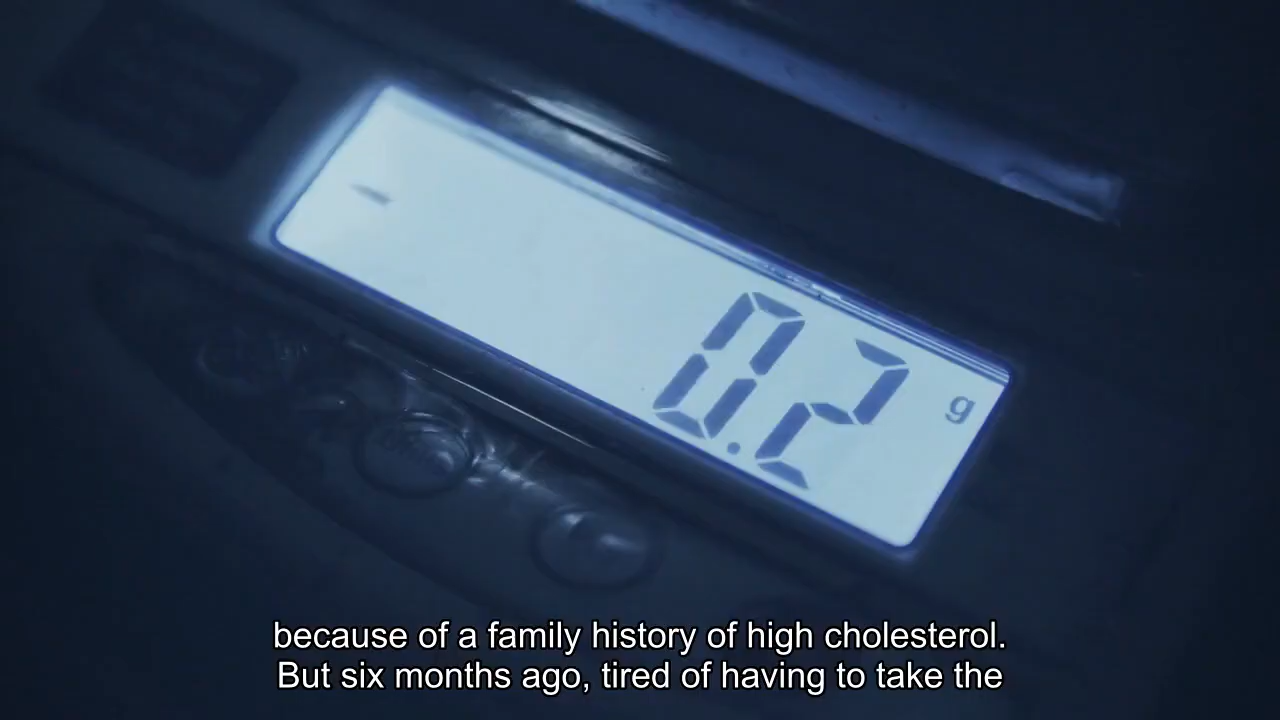 0.2 g
because of a family history of high cholesterol.
But six months ago, tired of having to take the